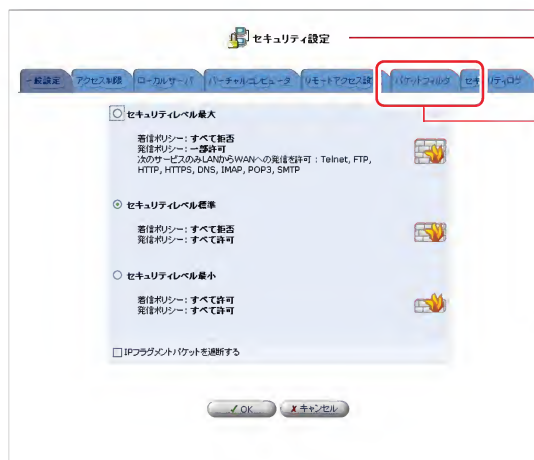 セキュリティ設定
一般設定 アクセス制限 ローカルサーバ バーチャルコンピュータ リモートアクセス設 パケットフィルタ セキュリティログ
セキュリティレベル最大
着信ポリシー: すべて拒否
発信ポリシー: 一部許可
次のサービスのみLANからWANへの発信を許可 : Telnet, FTP,
HTTP, HTTPS, DNS, IMAP, POP3, SMTP
セキュリティレベル標準
着信ポリシー: すべて拒否
発信ポリシー: すべて許可
セキュリティレベル最小
着信ポリシー: すべて許可
発信ポリシー: すべて許可
IPフラグメントパケットを遮断する
OK キャンセル